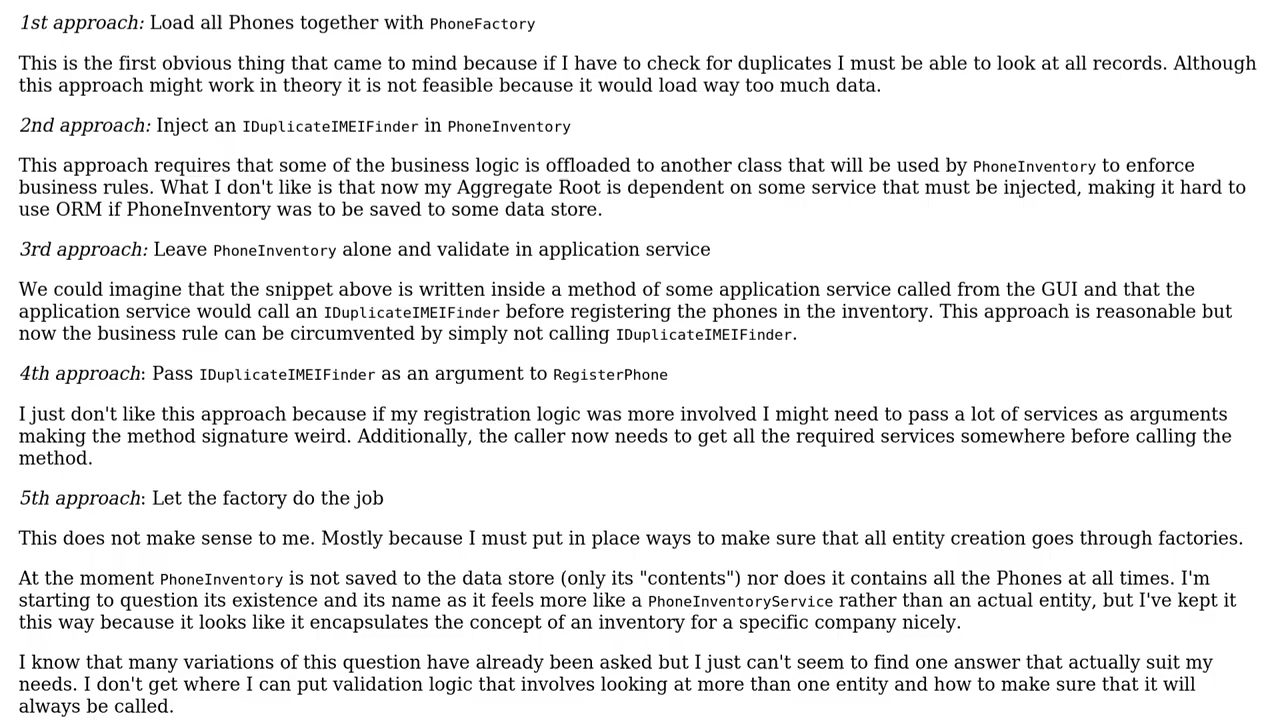 1st approach: Load all Phones together with PhoneFactory
This is the first obvious thing that came to mind because if I have to check for duplicates I must be able to look at all records. Although
this approach might work in theory it is not feasible because it would load way too much data.
2nd approach: Inject an IDuplicateIMEIFinder in PhoneInventory
This approach requires that some of the business logic is offloaded to another class that will be used by PhoneInventory to enforce
business rules. What I don't like is that now my Aggregate Root is dependent on some service that must be injected, making it hard to
use ORM if PhoneInventory was to be saved to some data store.
3rd approach: Leave PhoneInventory alone and validate in application service
We could imagine that the snippet above is written inside a method of some application service called from the GUI and that the
application service would call an IDuplicateIMEIFinder before registering the phones in the inventory. This approach is reasonable but
now the business rule can be circumvented by simply not calling IDuplicateIMEIFinder.
4th approach: Pass IDuplicateIMEIFinder as an argument to RegisterPhone
I just don't like this approach because if my registration logic was more involved I might need to pass a lot of services as arguments
making the method signature weird. Additionally, the caller now needs to get all the required services somewhere before calling the
method.
5th approach: Let the factory do the job
This does not make sense to me. Mostly because I must put in place ways to make sure that all entity creation goes through factories.
At the moment PhoneInventory is not saved to the data store (only its "contents") nor does it contains all the Phones at all times. I'm
starting to question its existence and its name as it feels more like a PhoneInventoryService rather than an actual entity, but I've kept it
this way because it looks like it encapsulates the concept of an inventory for a specific company nicely.
I know that many variations of this question have already been asked but I just can't seem to find one answer that actually suit my
needs. I don't get where I can put validation logic that involves looking at more than one entity and how to make sure that it will
always be called.